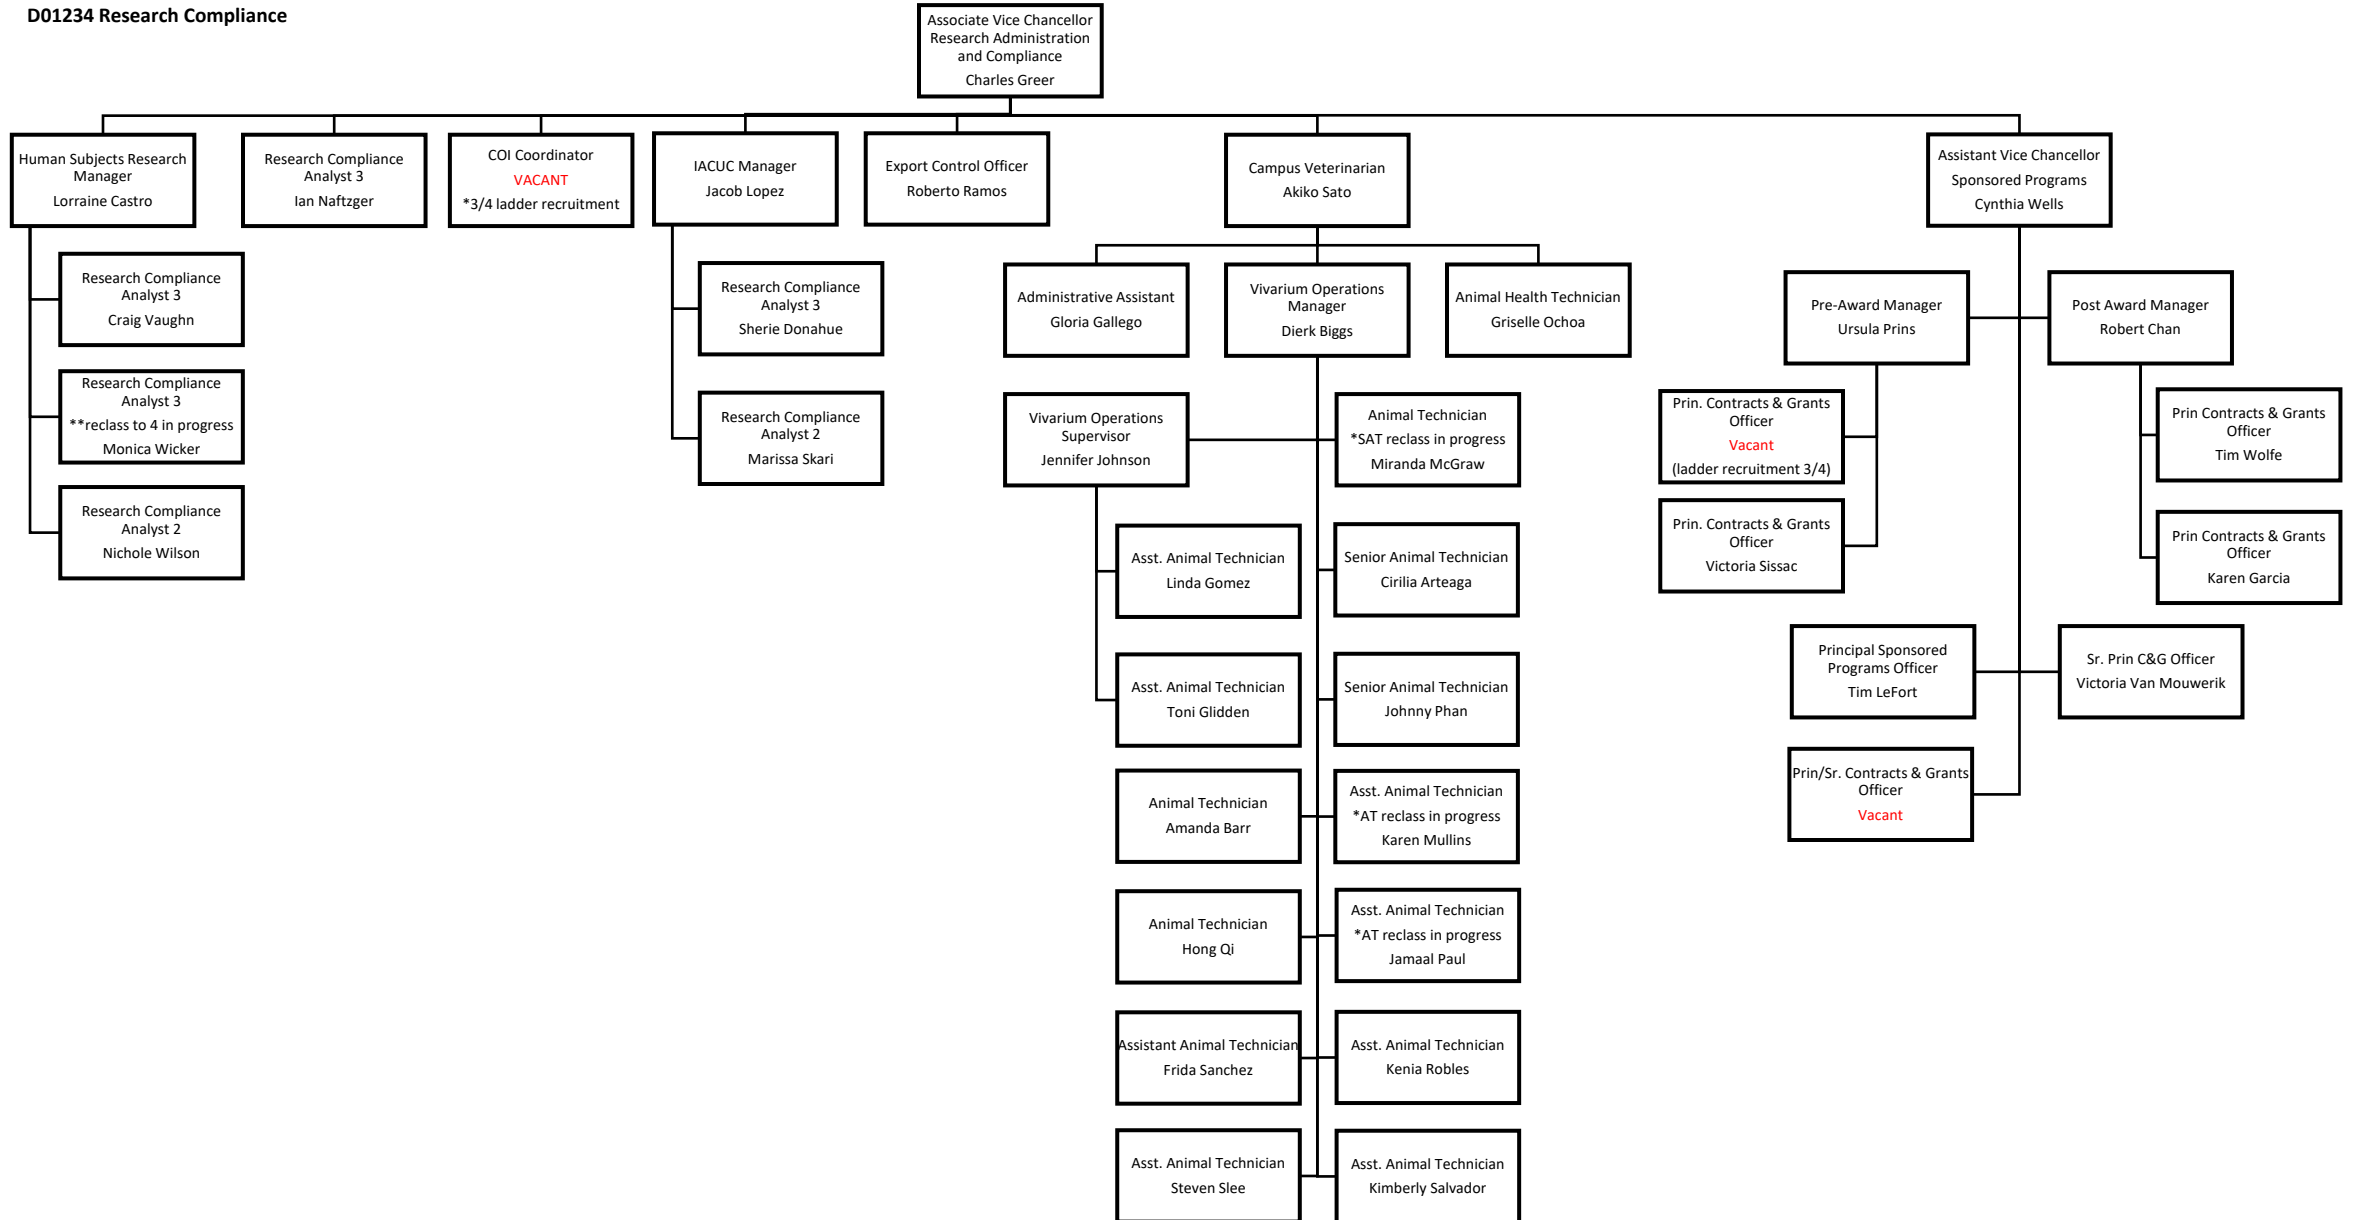 D01234 Research Compliance
Associate Vice Chancellor
Research Administration
and Compliance
Charles Greer
Human Subjects Research
Manager
Lorraine Castro
Research Compliance
Analyst 3
Ian Naftzger
COI Coordinator
VACANT
*3/4 ladder recruitment
IACUC Manager
Jacob Lopez
Export Control Officer
Roberto Ramos
Campus Veterinarian
Akiko Sato
Assistant Vice Chancellor
Sponsored Programs
Cynthia Wells
Research Compliance
Analyst 3
Craig Vaughn
Research Compliance
Analyst 3
**reclass to 4 in progress
Monica Wicker
Research Compliance
Analyst 2
Nichole Wilson
Research Compliance
Analyst 3
Sherie Donahue
Research Compliance
Analyst 2
Marissa Skari
Administrative Assistant
Gloria Gallego
Vivarium Operations
Manager
Dierk Biggs
Animal Health Technician
Griselle Ochoa
Vivarium Operations
Supervisor
Jennifer Johnson
Animal Technician
*SAT reclass in progress
Miranda McGraw
Asst. Animal Technician
Linda Gomez
Senior Animal Technician
Cirilia Arteaga
Asst. Animal Technician
Toni Glidden
Senior Animal Technician
Johnny Phan
Animal Technician
Amanda Barr
Asst. Animal Technician
*AT reclass in progress
Karen Mullins
Animal Technician
Hong Qi
Asst. Animal Technician
*AT reclass in progress
Jamaal Paul
Assistant Animal Technician
Frida Sanchez
Asst. Animal Technician
Kenia Robles
Asst. Animal Technician
Steven Slee
Asst. Animal Technician
Kimberly Salvador
Pre-Award Manager
Ursula Prins
Post Award Manager
Robert Chan
Prin. Contracts & Grants
Officer
Vacant
(ladder recruitment 3/4)
Prin. Contracts & Grants
Officer
Victoria Sissac
Prin Contracts & Grants
Officer
Tim Wolfe
Prin Contracts & Grants
Officer
Karen Garcia
Principal Sponsored
Programs Officer
Tim LeFort
Sr. Prin C&G Officer
Victoria Van Mouwerik
Prin/Sr. Contracts & Grants
Officer
Vacant